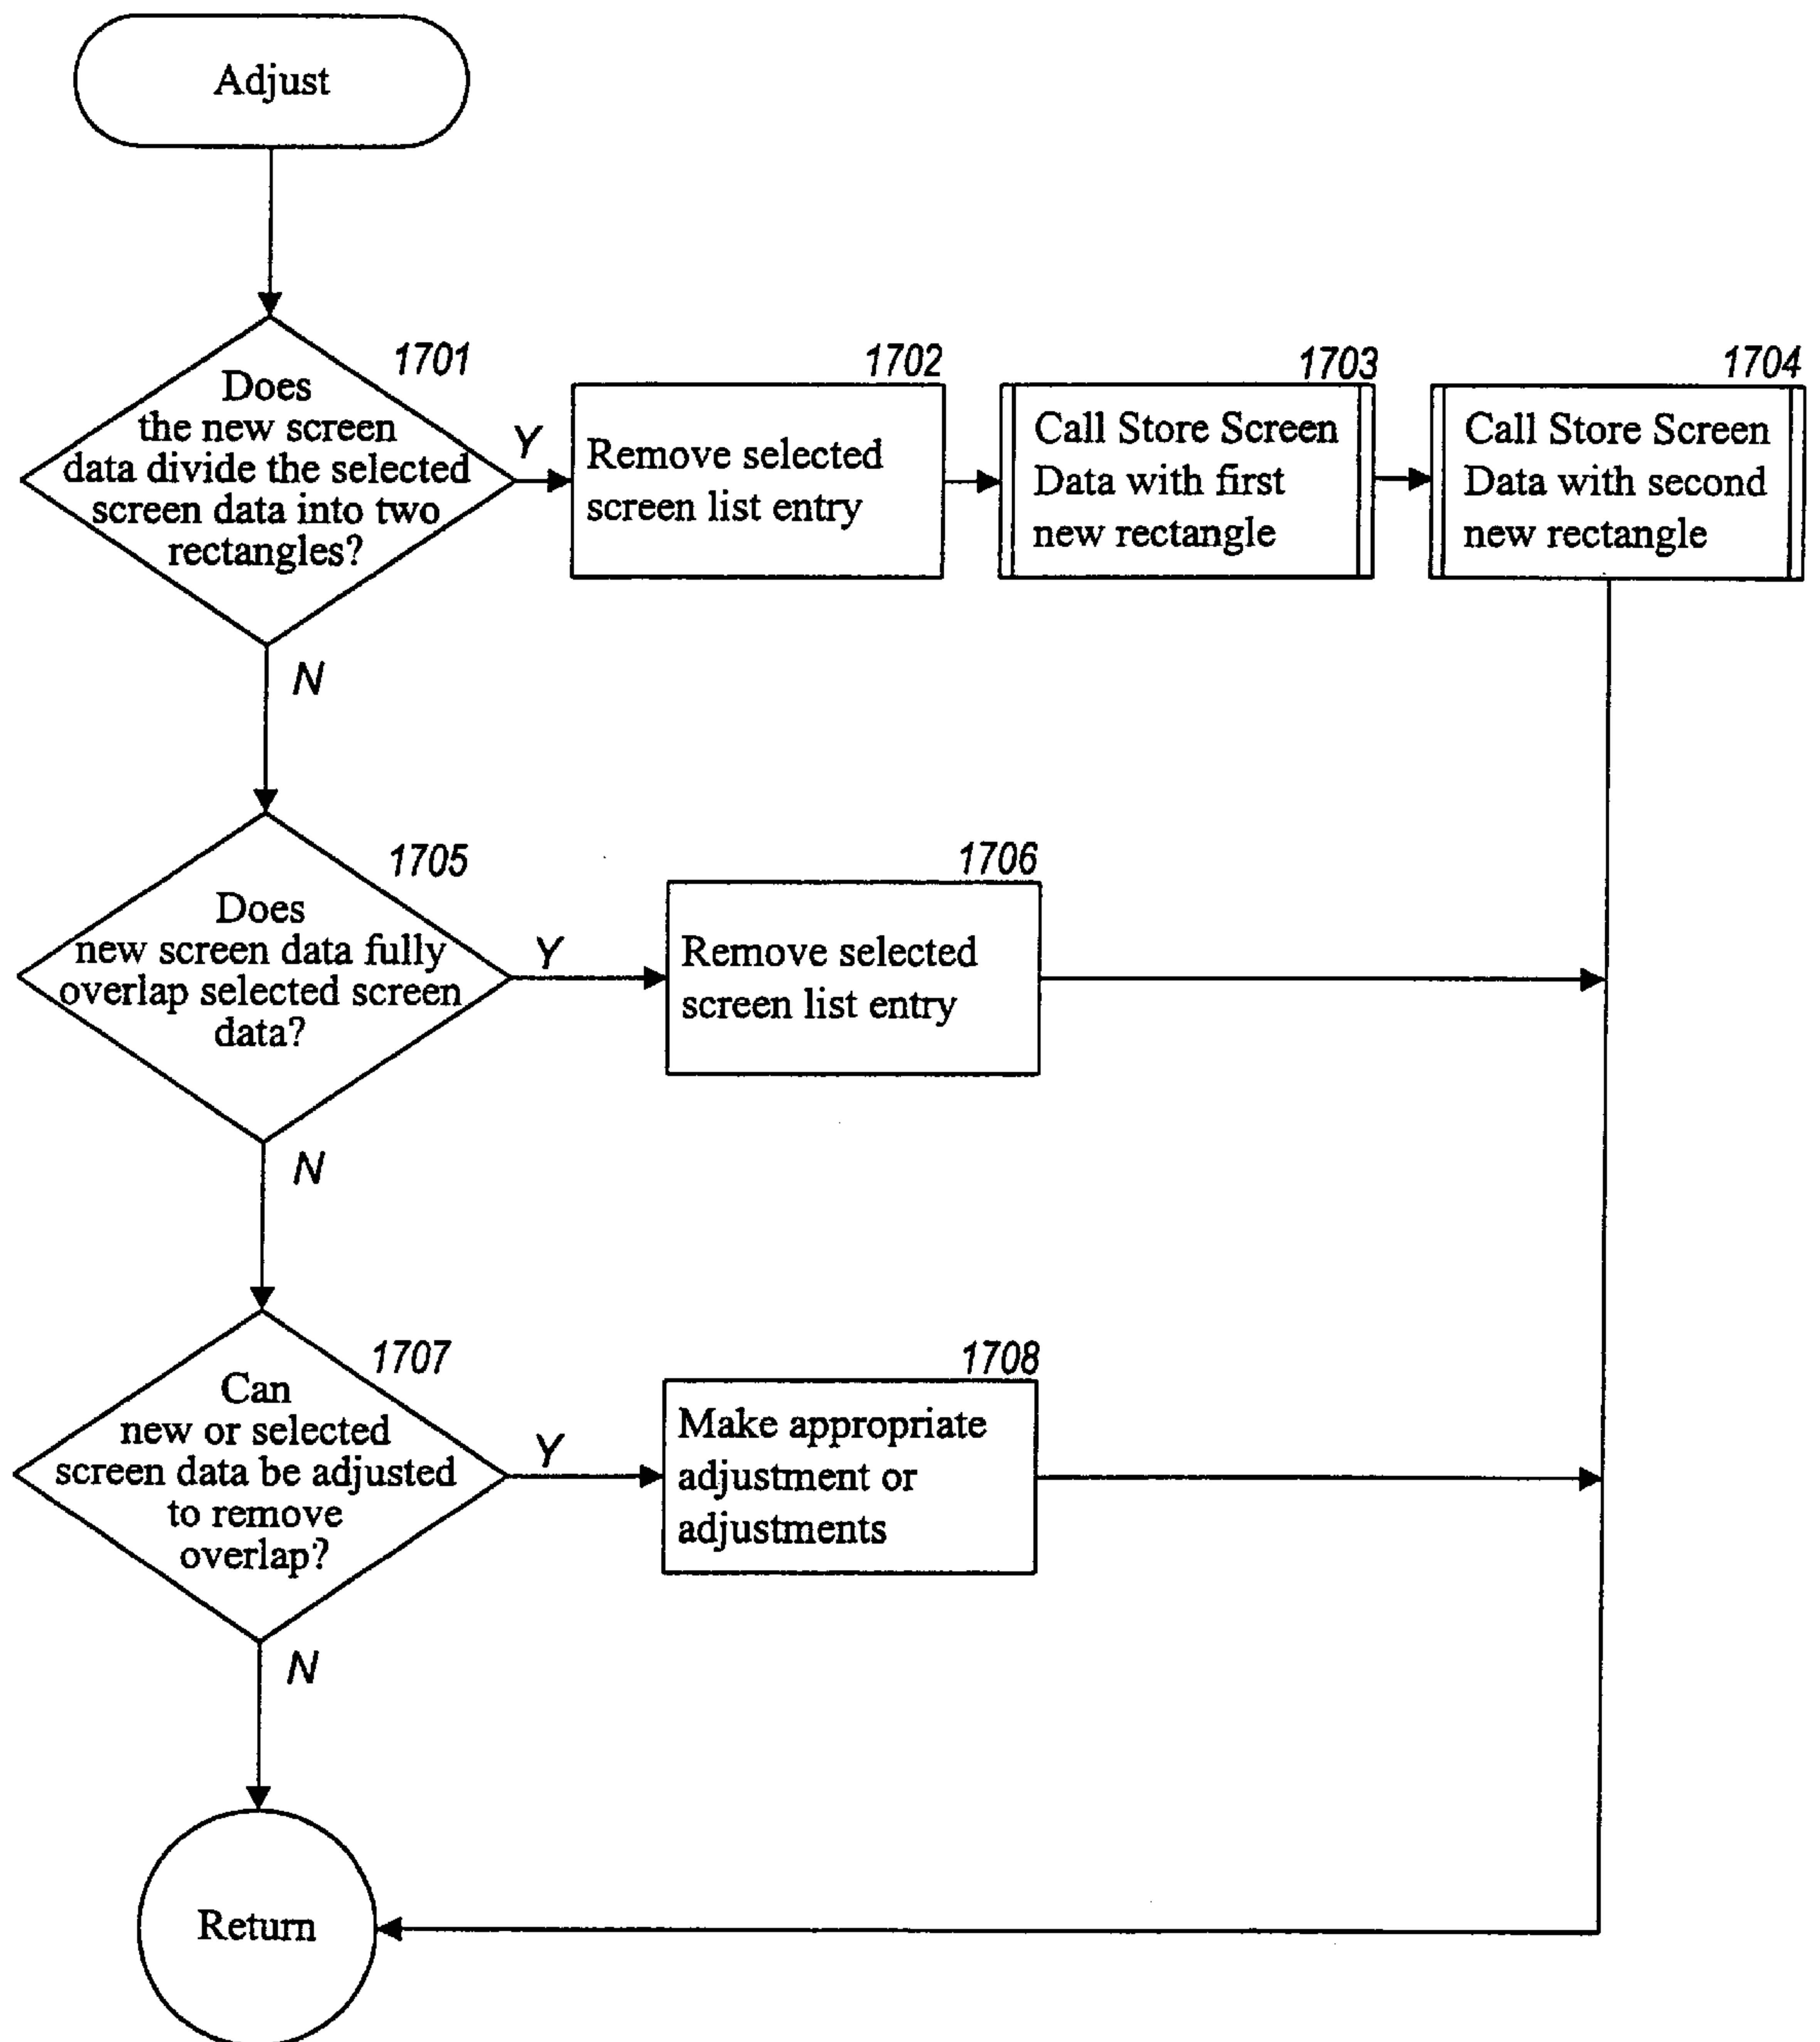 Adjust
1701
Does
the new screen
data divide the selected
screen data into two
rectangles?
Y
N
1702
Remove selected
screen list entry
1703
Call Store Screen
Data with first
new rectangle
1704
Call Store Screen
Data with second
new rectangle
1705
Does
new screen data fully
overlap selected screen
data?
Y
N
1706
Remove selected
screen list entry
1707
Can
new or selected
screen data be adjusted
to remove
overlap?
Y
N
1708
Make appropriate
adjustment or
adjustments
Return